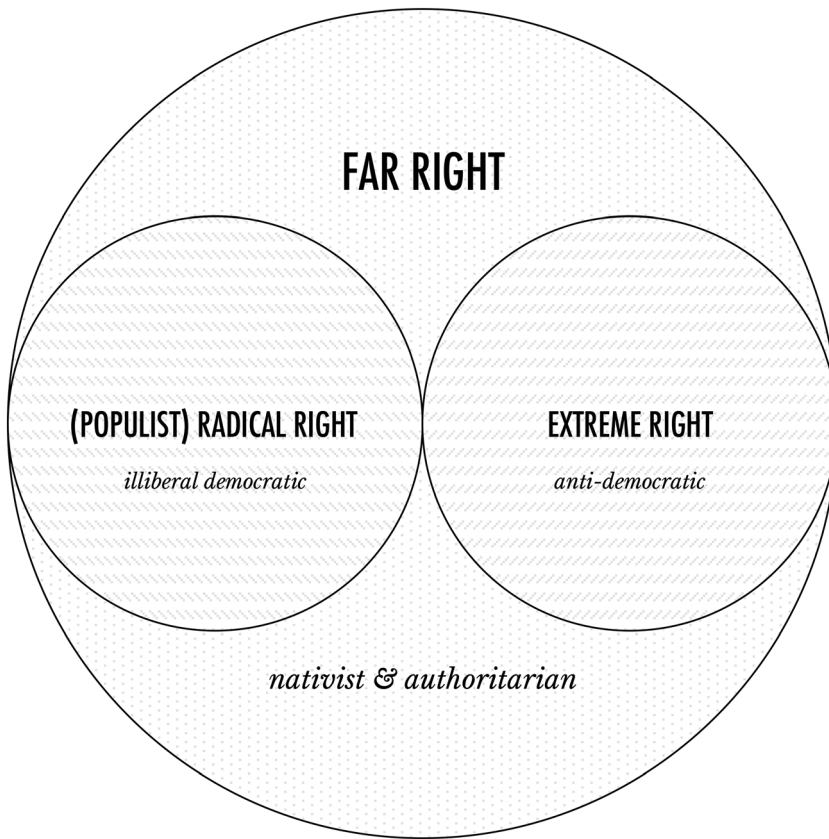 FAR RIGHT
(POPULIST) RADICAL RIGHT
illiberal democratic
EXTREME RIGHT
anti-democratic
nativist & authoritarian